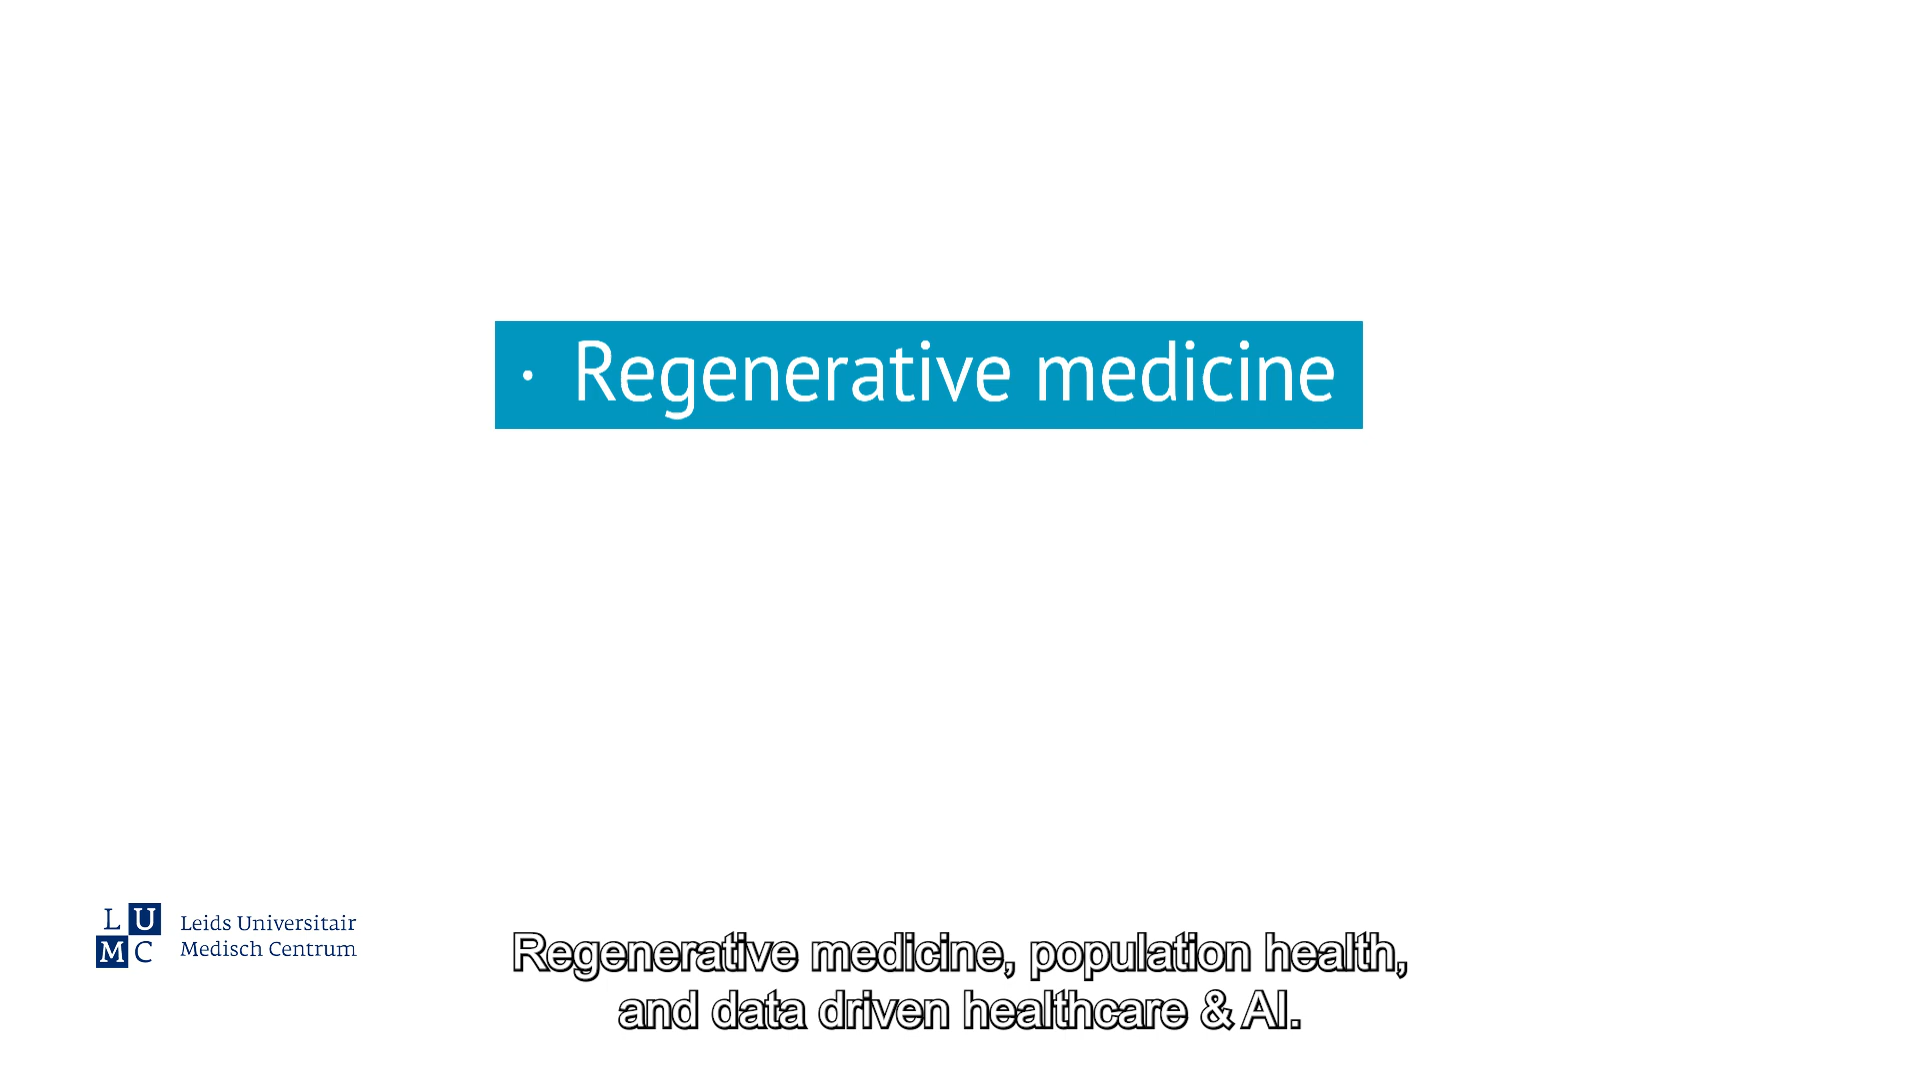 · Regenerative medicine
L U
M C
Leids Universitair
Medisch Centrum
Regenerative medicine, population health,
and data driven healthcare & AI.